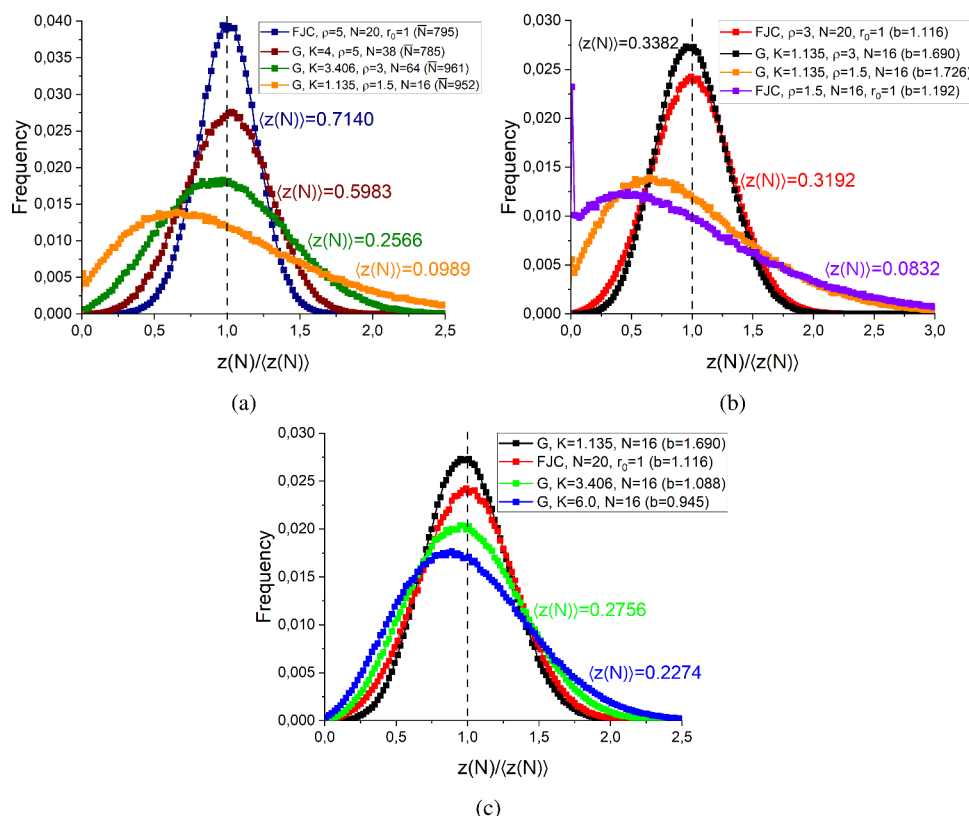 0,040
0,035
0,030
0,025
0,020
0,015
0,010
0,005
0,000
Frequency
FJC, ρ=5, N=20, r₀=1 (N̅=795)
G, K=4, ρ=5, N=38 (N̅=785)
G, K=3.406, ρ=3, N=64 (N̅=961)
G, K=1.135, ρ=1.5, N=16 (N̅=952)
⟨z(N)⟩=0.7140
⟨z(N)⟩=0.5983
⟨z(N)⟩=0.2566
⟨z(N)⟩=0.0989
0,0 0,5 1,0 1,5 2,0 2,5
z(N)/⟨z(N)⟩
(a)
0,030
0,025
0,020
0,015
0,010
0,005
0,000
Frequency
⟨z(N)⟩=0.3382
FJC, ρ=3, N=20, r₀=1 (b=1.116)
G, K=1.135, ρ=3, N=16 (b=1.690)
G, K=1.135, ρ=1.5, N=16 (b=1.726)
FJC, ρ=1.5, N=16, r₀=1 (b=1.192)
⟨z(N)⟩=0.3192
⟨z(N)⟩=0.0832
0,0 0,5 1,0 1,5 2,0 2,5 3,0
z(N)/⟨z(N)⟩
(b)
0,030
0,025
0,020
0,015
0,010
0,005
0,000
Frequency
G, K=1.135, N=16 (b=1.690)
FJC, N=20, r₀=1 (b=1.116)
G, K=3.406, N=16 (b=1.088)
G, K=6.0, N=16 (b=0.945)
⟨z(N)⟩=0.2756
⟨z(N)⟩=0.2274
0,0 0,5 1,0 1,5 2,0 2,5
z(N)/⟨z(N)⟩
(c)